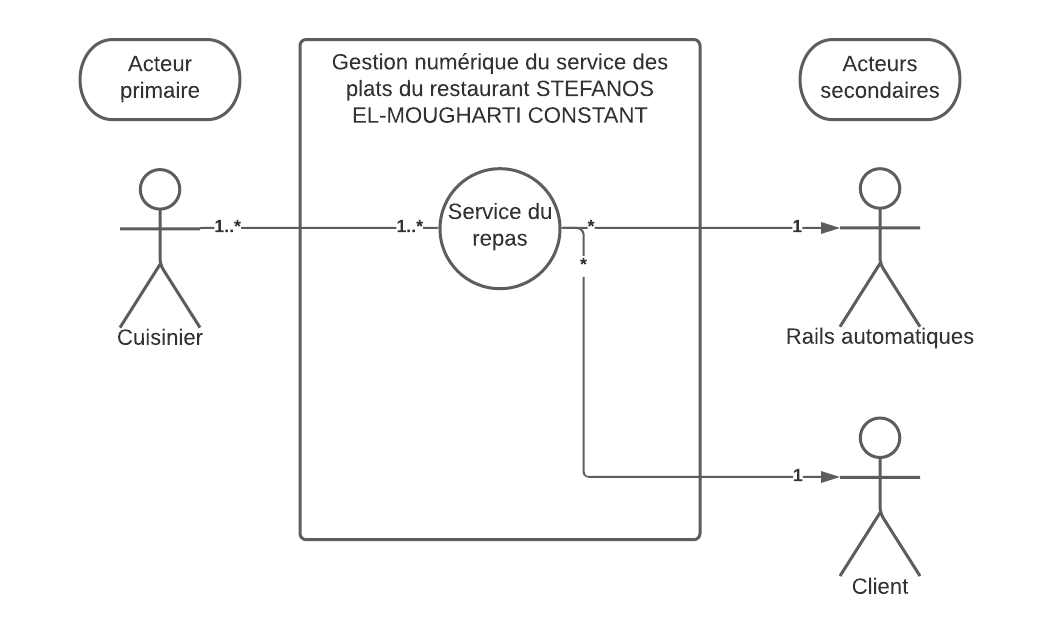 Acteur
primaire
Gestion numérique du service des
plats du restaurant STEFANOS
EL-MOUGHARTI CONSTANT
Acteurs
secondaires
1..*
1..*
Service du
repas
*
1
*
Cuisinier
Rails automatiques
1
Client